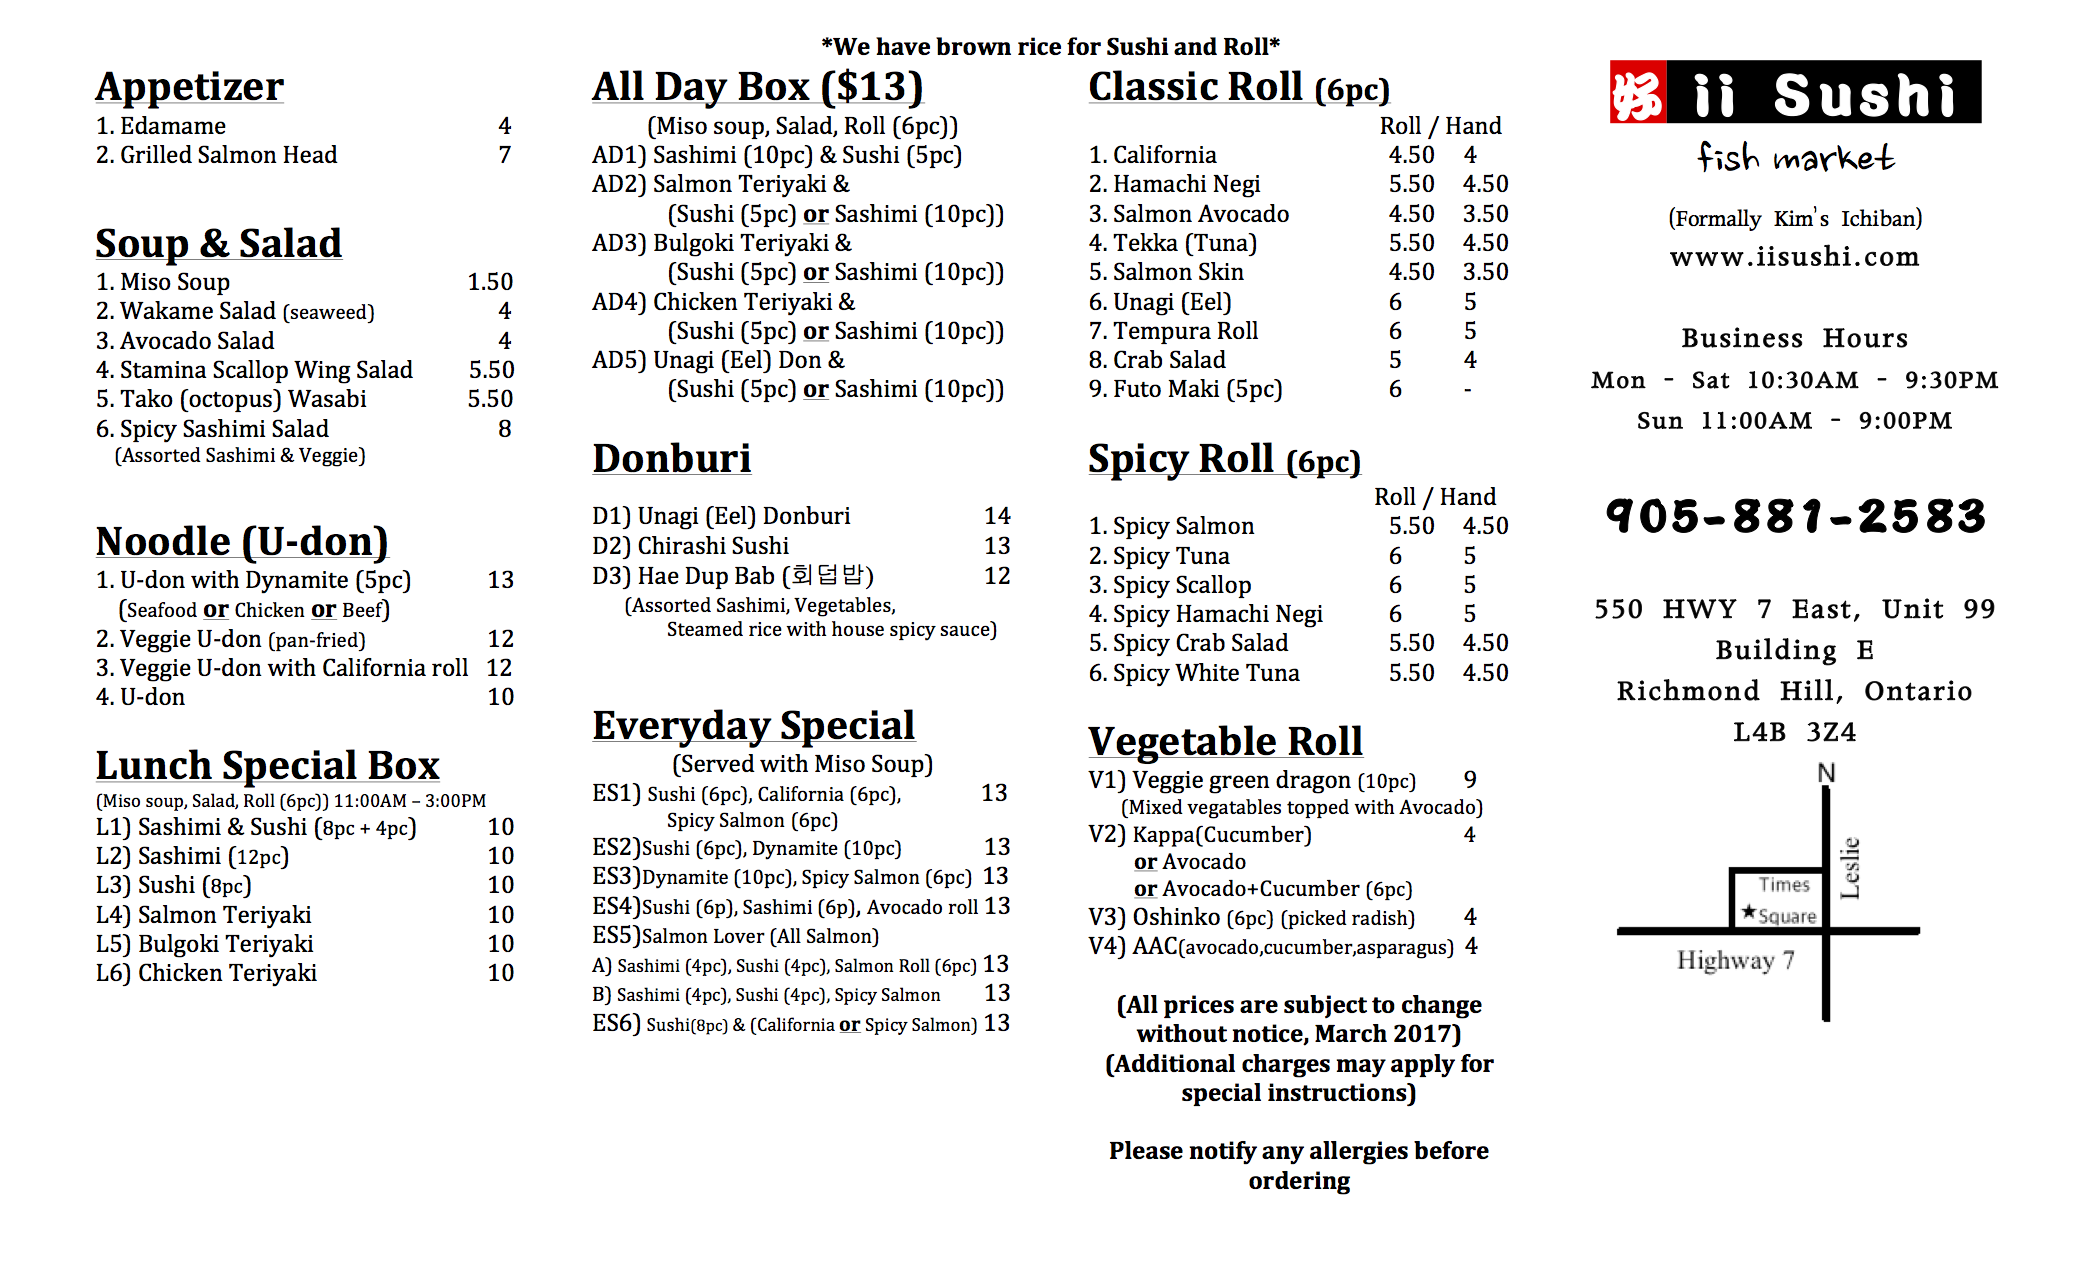 *We have brown rice for Sushi and Roll*
Appetizer
1. Edamame 4
2. Grilled Salmon Head 7
Soup & Salad
1. Miso Soup 1.50
2. Wakame Salad (seaweed) 4
3. Avocado Salad 4
4. Stamina Scallop Wing Salad 5.50
5. Tako (octopus) Wasabi 5.50
6. Spicy Sashimi Salad 8
(Assorted Sashimi & Veggie)
Noodle (U-don)
1. U-don with Dynamite (5pc) 13
(Seafood or Chicken or Beef)
2. Veggie U-don (pan-fried) 12
3. Veggie U-don with California roll 12
4. U-don 10
Lunch Special Box
(Miso soup, Salad, Roll (6pc)) 11:00AM – 3:00PM
L1) Sashimi & Sushi (8pc + 4pc) 10
L2) Sashimi (12pc) 10
L3) Sushi (8pc) 10
L4) Salmon Teriyaki 10
L5) Bulgoki Teriyaki 10
L6) Chicken Teriyaki 10
All Day Box ($13)
(Miso soup, Salad, Roll (6pc))
AD1) Sashimi (10pc) & Sushi (5pc)
AD2) Salmon Teriyaki &
(Sushi (5pc) or Sashimi (10pc))
AD3) Bulgoki Teriyaki &
(Sushi (5pc) or Sashimi (10pc))
AD4) Chicken Teriyaki &
(Sushi (5pc) or Sashimi (10pc))
AD5) Unagi (Eel) Don &
(Sushi (5pc) or Sashimi (10pc))
Donburi
D1) Unagi (Eel) Donburi 14
D2) Chirashi Sushi 13
D3) Hae Dup Bab (회덥밥) 12
(Assorted Sashimi, Vegetables,
Steamed rice with house spicy sauce)
Everyday Special
(Served with Miso Soup)
ES1) Sushi (6pc), California (6pc), 13
Spicy Salmon (6pc)
ES2)Sushi (6pc), Dynamite (10pc) 13
ES3)Dynamite (10pc), Spicy Salmon (6pc) 13
ES4)Sushi (6p), Sashimi (6p), Avocado roll 13
ES5)Salmon Lover (All Salmon)
A) Sashimi (4pc), Sushi (4pc), Salmon Roll (6pc) 13
B) Sashimi (4pc), Sushi (4pc), Spicy Salmon 13
ES6) Sushi(8pc) & (California or Spicy Salmon) 13
Classic Roll (6pc)
Roll / Hand
1. California 4.50 4
2. Hamachi Negi 5.50 4.50
3. Salmon Avocado 4.50 3.50
4. Tekka (Tuna) 5.50 4.50
5. Salmon Skin 4.50 3.50
6. Unagi (Eel) 6 5
7. Tempura Roll 6 5
8. Crab Salad 5 4
9. Futo Maki (5pc) 6 -
Spicy Roll (6pc)
Roll / Hand
1. Spicy Salmon 5.50 4.50
2. Spicy Tuna 6 5
3. Spicy Scallop 6 5
4. Spicy Hamachi Negi 6 5
5. Spicy Crab Salad 5.50 4.50
6. Spicy White Tuna 5.50 4.50
Vegetable Roll
V1) Veggie green dragon (10pc) 9
(Mixed vegatables topped with Avocado)
V2) Kappa(Cucumber) 4
or Avocado
or Avocado+Cucumber (6pc)
V3) Oshinko (6pc) (picked radish) 4
V4) AAC(avocado,cucumber,asparagus) 4
(All prices are subject to change
without notice, March 2017)
(Additional charges may apply for
special instructions)
Please notify any allergies before
ordering
好 ii Sushi
fish market
(Formally Kim's Ichiban)
www.iisushi.com
Business Hours
Mon - Sat 10:30AM - 9:30PM
Sun 11:00AM - 9:00PM
905-881-2583
550 HWY 7 East, Unit 99
Building E
Richmond Hill, Ontario
L4B 3Z4
N
Leslie
Times
★Square
Highway 7